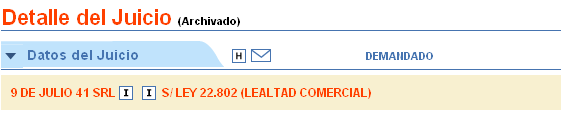 Detalle del Juicio (Archivado)
Datos del Juicio H DEMANDADO
9 DE JULIO 41 SRL I I S/ LEY 22,802 (LEALTAD COMERCIAL)